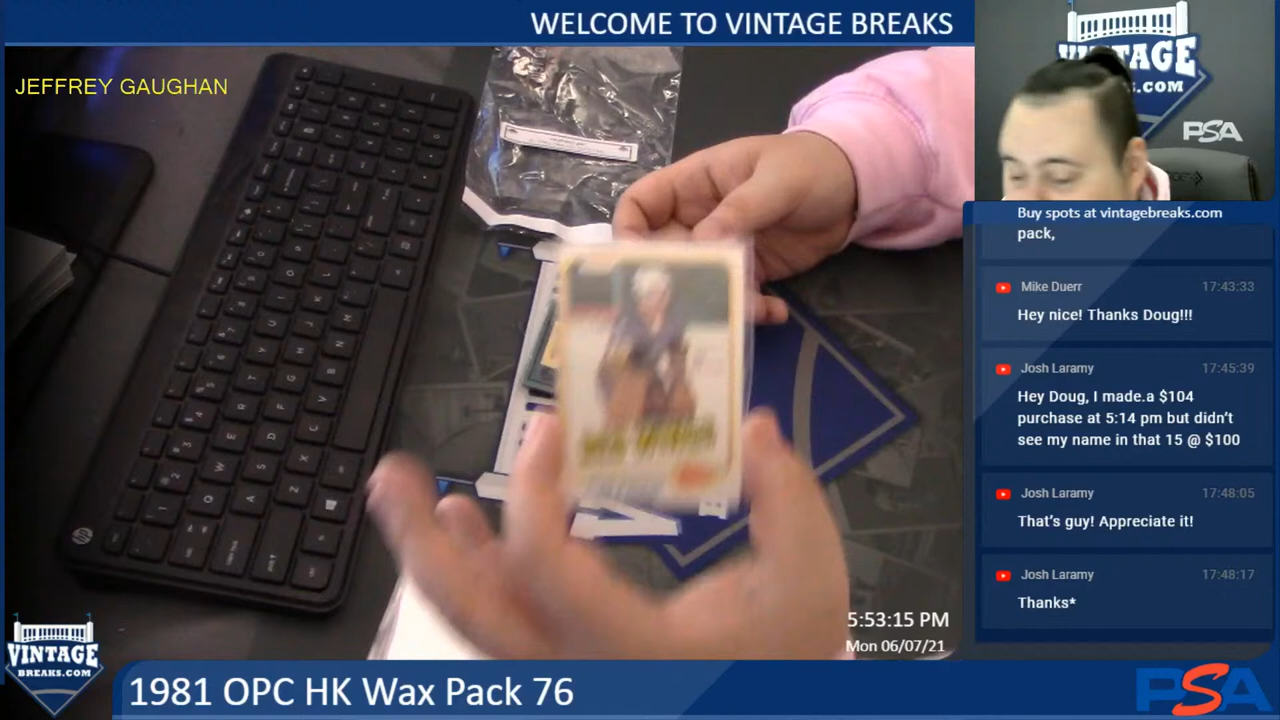 WELCOME TO VINTAGE BREAKS
JEFFREY GAUGHAN
VINTAGE
.COM
PSA
Buy spots at vintagebreaks.com
pack,
Mike Duerr 17:43:33
Hey nice! Thanks Doug!!!
Josh Laramy 17:45:39
Hey Doug, I made.a $104
purchase at 5:14 pm but didn't
see my name in that 15 @ $100
Josh Laramy 17:48:05
That's guy! Appreciate it!
Josh Laramy 17:48:17
Thanks*
5:53:15 PM
Mon 06/07/21
VINTAGE
BREAKS.COM
1981 OPC HK Wax Pack 76
PSA